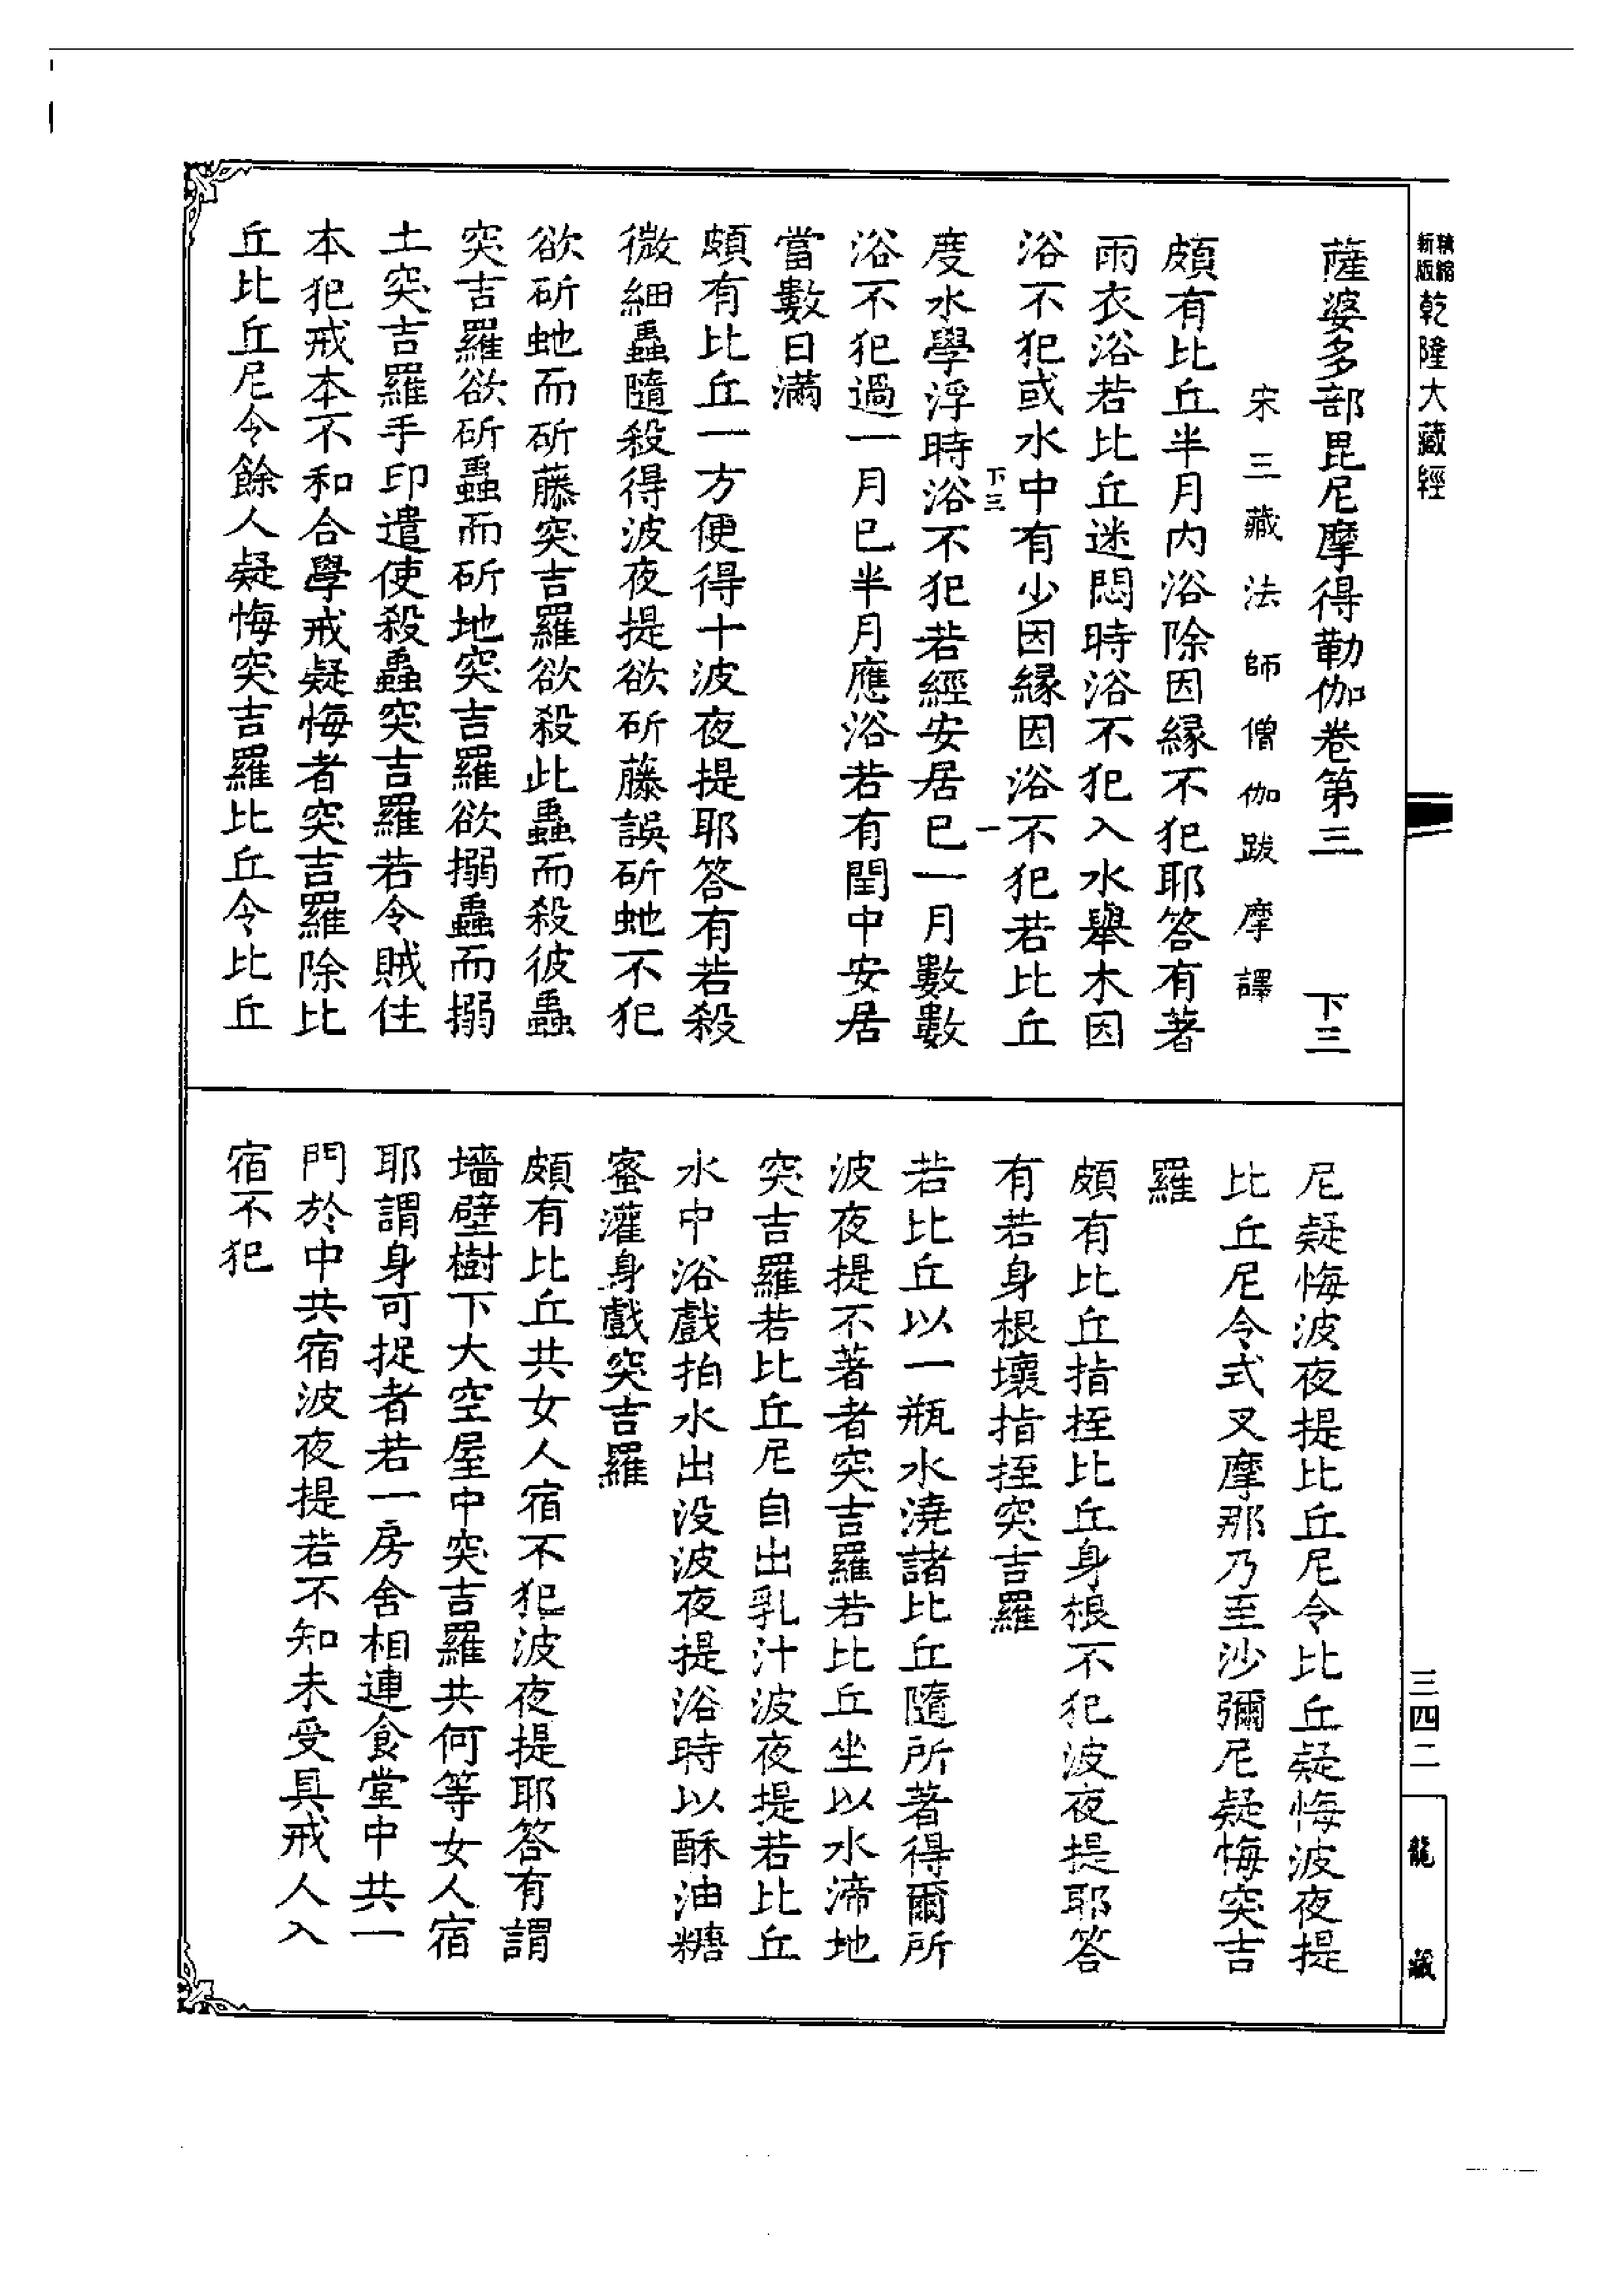 新版精縮乾隆大藏經
薩婆多部毘尼摩得勒伽卷第三 下三
宋三藏法師僧伽跋摩譯
頗有比丘半月內浴除因緣不犯耶答有著
雨衣浴若比丘迷悶時浴不犯入水舉木因
浴不犯或水中有少因緣因浴不犯若比丘
下三 一
度水學浮時浴不犯若經安居已一月數數
浴不犯過一月已半月應浴若有閏中安居
當數日滿
頗有比丘一方便得十波夜提耶答有若殺
微細蟲隨殺得波夜提欲斫藤誤斫虵不犯
欲斫虵而斫藤突吉羅欲殺此蟲而殺彼蟲
突吉羅欲斫蟲而斫地突吉羅欲搦蟲而搦
土突吉羅手印遣使殺蟲突吉羅若令賊住
本犯戒本不和合學戒疑悔者突吉羅除比
丘比丘尼令餘人疑悔突吉羅比丘令比丘
尼疑悔波夜提比丘尼令比丘疑悔波夜提
比丘尼令式叉摩那乃至沙彌尼疑悔突吉
羅
頗有比丘指挃比丘身根不犯波夜提耶答
有若身根壞指挃突吉羅
若比丘以一瓶水澆諸比丘隨所著得爾所
波夜提不著者突吉羅若比丘坐以水渧地
突吉羅若比丘尼自出乳汁波夜提若比丘
水中浴戲拍水出没波夜提浴時以酥油糖
蜜灌身戲突吉羅
頗有比丘共女人宿不犯波夜提耶答有謂
墻壁樹下大空屋中突吉羅共何等女人宿
耶謂身可捉者若一房舍相連食堂中共一
門於中共宿波夜提若不知未受具戒人入
宿不犯
三四二
龍藏